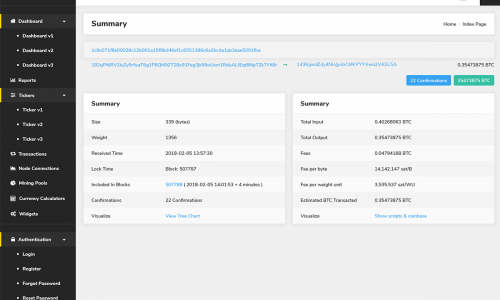 Dashboard
Dashboard v1
Dashboard v2
Dashboard v3
Reports
Tickers
Ticker v1
Ticker v2
Ticker v3
Transactions
Node Connections
Mining Pools
Currency Calculators
Widgets
Authentication
Login
Register
Forgot Password
Reset Password
Summary
Home / Index Page
0.35473875 BTC
22 Confirmations
35473875 BTC
Summary
Size 339 (bytes)
Weight 1356
Received Time 2018-02-05 13:57:20
Lock Time Block: 507787
Included In Blocks 507788 ( 2018-02-05 14:01:53 + 4 minutes )
Confirmations 22 Confirmations
Visualize View Tree Chart
Summary
Total Input 0.40268063 BTC
Total Output 0.35473875 BTC
Fees 0.04794188 BTC
Fee per byte 14,142.147 sat/B
Fee per weight unit 3,535.537 sat/WU
Estimated BTC Transacted 0.35473875 BTC
Visualize Show scripts & coinbase